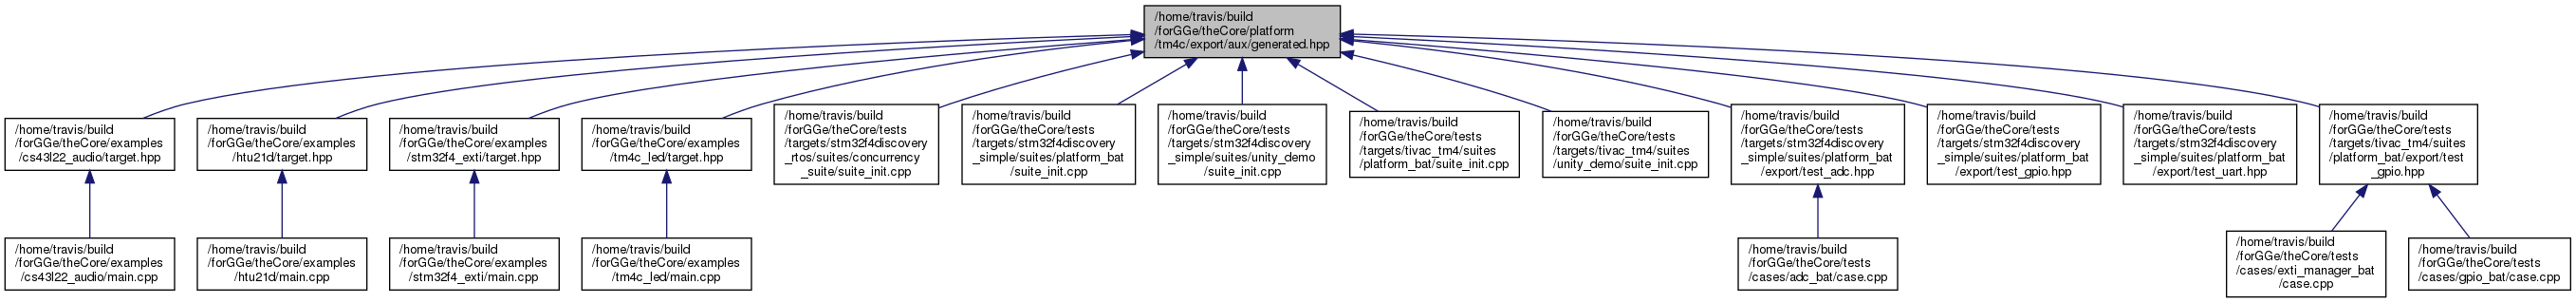 /home/travis/build
/forGGe/theCore/platform
/tm4c/export/aux/generated.hpp
/home/travis/build
/forGGe/theCore/examples
/cs43l22_audio/target.hpp
/home/travis/build
/forGGe/theCore/examples
/htu21d/target.hpp
/home/travis/build
/forGGe/theCore/examples
/stm32f4_exti/target.hpp
/home/travis/build
/forGGe/theCore/examples
/tm4c_led/target.hpp
/home/travis/build
/forGGe/theCore/tests
/targets/stm32f4discovery
_rtos/suites/concurrency
_suite/suite_init.cpp
/home/travis/build
/forGGe/theCore/tests
/targets/stm32f4discovery
_simple/suites/platform_bat
/suite_init.cpp
/home/travis/build
/forGGe/theCore/tests
/targets/stm32f4discovery
_simple/suites/unity_demo
/suite_init.cpp
/home/travis/build
/forGGe/theCore/tests
/targets/tivac_tm4/suites
/platform_bat/suite_init.cpp
/home/travis/build
/forGGe/theCore/tests
/targets/tivac_tm4/suites
/unity_demo/suite_init.cpp
/home/travis/build
/forGGe/theCore/tests
/targets/stm32f4discovery
_simple/suites/platform_bat
/export/test_adc.hpp
/home/travis/build
/forGGe/theCore/tests
/targets/stm32f4discovery
_simple/suites/platform_bat
/export/test_gpio.hpp
/home/travis/build
/forGGe/theCore/tests
/targets/stm32f4discovery
_simple/suites/platform_bat
/export/test_uart.hpp
/home/travis/build
/forGGe/theCore/tests
/targets/tivac_tm4/suites
/platform_bat/export/test
_gpio.hpp
/home/travis/build
/forGGe/theCore/examples
/cs43l22_audio/main.cpp
/home/travis/build
/forGGe/theCore/examples
/htu21d/main.cpp
/home/travis/build
/forGGe/theCore/examples
/stm32f4_exti/main.cpp
/home/travis/build
/forGGe/theCore/examples
/tm4c_led/main.cpp
/home/travis/build
/forGGe/theCore/tests
/cases/adc_bat/case.cpp
/home/travis/build
/forGGe/theCore/tests
/cases/exti_manager_bat
/case.cpp
/home/travis/build
/forGGe/theCore/tests
/cases/gpio_bat/case.cpp